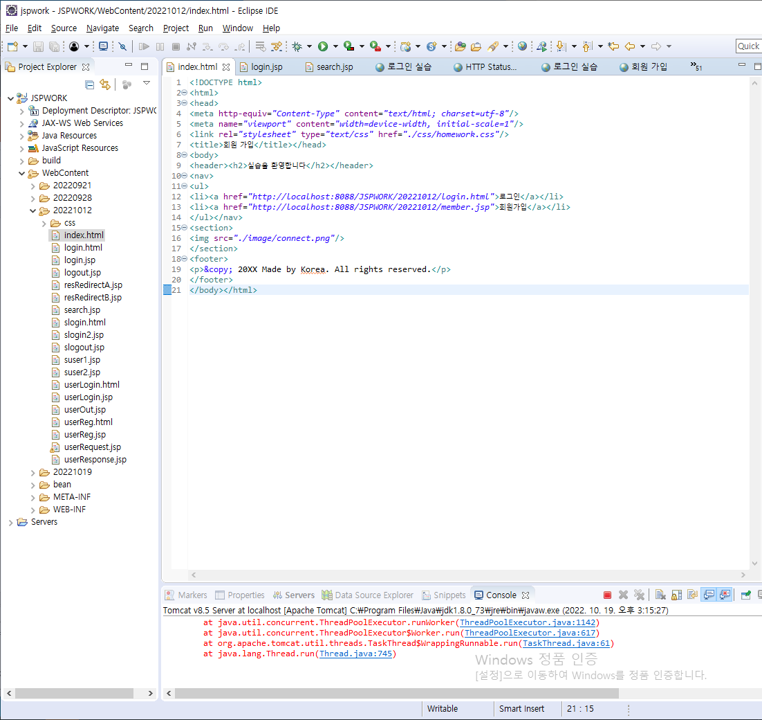 jspwork - JSPWORK/WebContent/20221012/index.html - Eclipse IDE
File Edit Source Navigate Search Project Run Window Help
Quick
Project Explorer
index.html login.jsp search.jsp 로그인 실습 HTTP Status... 로그인 실습 회원 가입 »51
JSPWORK
Deployment Descriptor: JSPWO
JAX-WS Web Services
Java Resources
JavaScript Resources
build
WebContent
20220921
20220928
20221012
css
index.html
login.html
login.jsp
logout.jsp
resRedirectA.jsp
resRedirectB.jsp
search.jsp
slogin.html
slogin2.jsp
slogout.jsp
suser1.jsp
suser2.jsp
userLogin.html
userLogin.jsp
userOut.jsp
userReg.html
userReg.jsp
userRequest.jsp
userResponse.jsp
20221019
bean
META-INF
WEB-INF
Servers
1 <!DOCTYPE html>
2 <html>
3 <head>
4 <meta http-equiv="Content-Type" content="text/html; charset=utf-8"/>
5 <meta name="viewport" content="width=device-width, initial-scale=1"/>
6 <link rel="stylesheet" type="text/css" href="./css/homework.css"/>
7 <title>회원 가입</title></head>
8 <body>
9 <header><h2>실습을 환영합니다</h2></header>
10 <nav>
11 <ul>
12 <li><a href="http://localhost:8088/JSPWORK/20221012/login.html">로그인</a></li>
13 <li><a href="http://localhost:8088/JSPWORK/20221012/member.jsp">회원가입</a></li>
14 </ul></nav>
15 <section>
16 <img src="./image/connect.png"/>
17 </section>
18 <footer>
19 <p>&copy; 20XX Made by Korea. All rights reserved.</p>
20 </footer>
21 </body></html>
Markers Properties Servers Data Source Explorer Snippets Console
Tomcat v8.5 Server at localhost [Apache Tomcat] C:₩Program Files₩Java₩jdk1.8.0_73₩jre₩bin₩javaw.exe (2022. 10. 19. 오후 3:15:27)
at java.util.concurrent.ThreadPoolExecutor.runWorker(ThreadPoolExecutor.java:1142)
at java.util.concurrent.ThreadPoolExecutor$Worker.run(ThreadPoolExecutor.java:617)
at org.apache.tomcat.util.threads.TaskThread$WrappingRunnable.run(TaskThread.java:61)
at java.lang.Thread.run(Thread.java:745)
Windows 정품 인증
[설정]으로 이동하여 Windows를 정품 인증합니다.
Writable Smart Insert 21 : 15